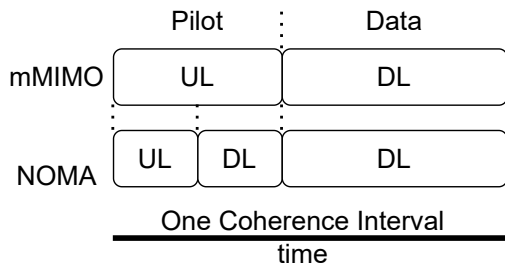 Pilot Data
mMIMO UL DL
NOMA UL DL DL
One Coherence Interval
time